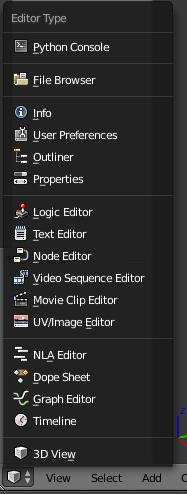 Editor Type
Python Console
File Browser
Info
User Preferences
Outliner
Properties
Logic Editor
Text Editor
Node Editor
Video Sequence Editor
Movie Clip Editor
UV/Image Editor
NLA Editor
Dope Sheet
Graph Editor
Timeline
3D View
View Select Add